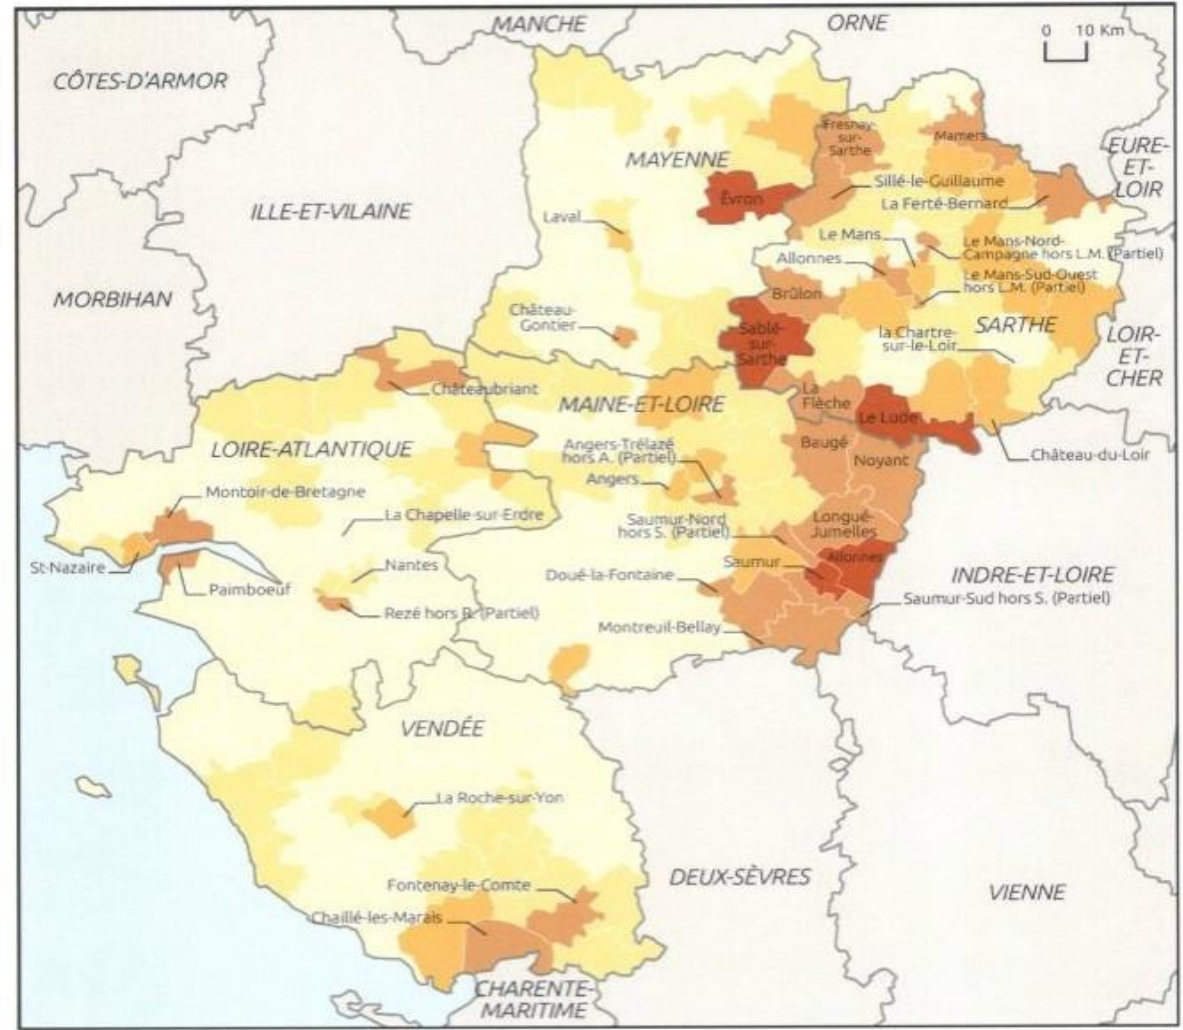 MANCHE
ORNE
0 10 Km
CÔTES-D'ARMOR
Fresnay-
sur-
Sarthe
Mamers
EURE-
ET-
LOIR
MAYENNE
Sillé-le-Guillaume
Évron
La Ferté-Bernard
ILLE-ET-VILAINE
Laval
Le Mans
Le Mans-Nord-
Campagne hors L.M. (Partiel)
Allonnes
Le Mans-Sud-Ouest
hors L.M. (Partiel)
MORBIHAN
Brûlon
Château-
Gontier
Sablé-
sur-
Sarthe
SARTHE
la Chartre-
sur-le-Loir
LOIR-
ET-
CHER
Châteaubriant
La
Flèche
MAINE-ET-LOIRE
Le Lude
LOIRE-ATLANTIQUE
Angers-Trélazé
hors A. (Partiel)
Baugé
Noyant
Château-du-Loir
Angers
Montoir-de-Bretagne
La Chapelle-sur-Erdre
Saumur-Nord
hors S. (Partiel)
Longué-
Jumelles
St-Nazaire
Nantes
Saumur
Allonnes
Paimboeuf
Doué-la-Fontaine
INDRE-ET-LOIRE
Saumur-Sud hors S. (Partiel)
Rezé hors R. (Partiel)
Montreuil-Bellay
VENDÉE
La Roche-sur-Yon
DEUX-SÈVRES
Fontenay-le-Comte
VIENNE
Chaillé-les-Marais
CHARENTE-
MARITIME